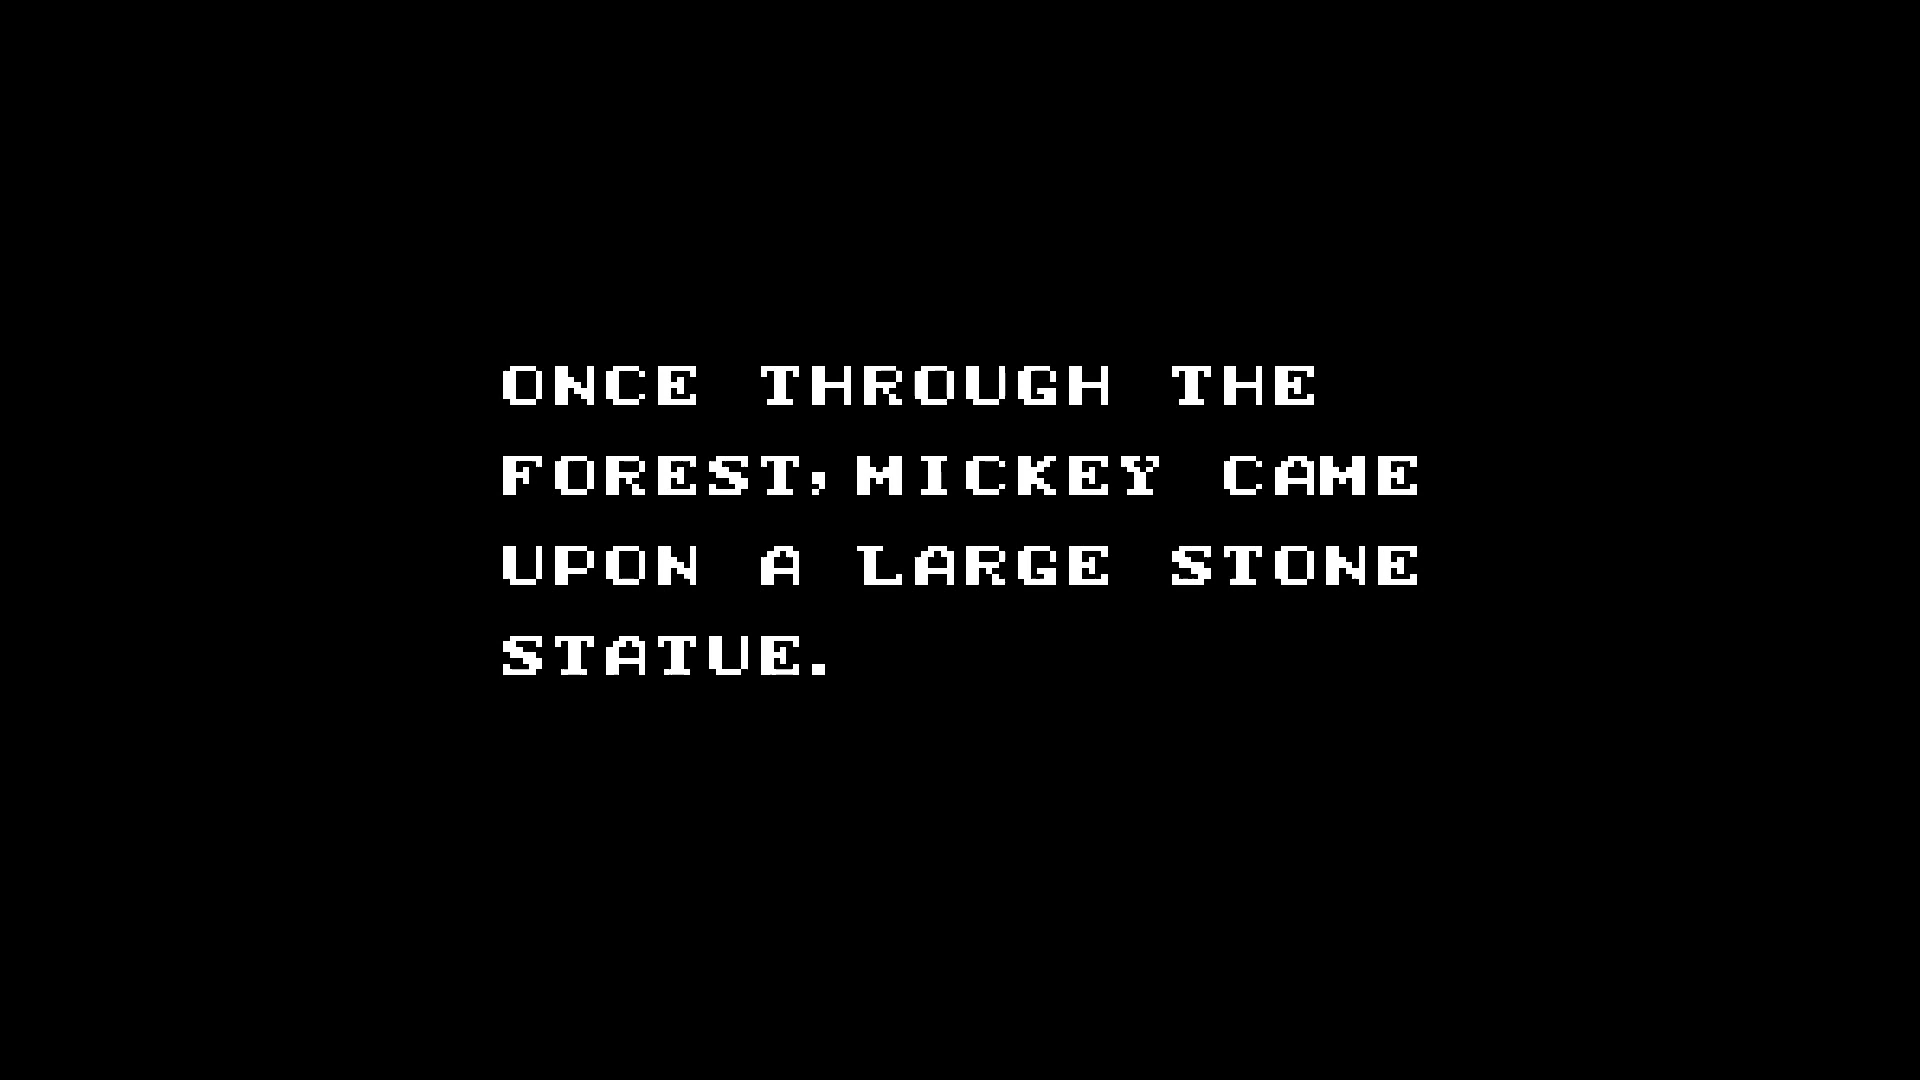 ONCE THROUGH THE
FOREST, MICKEY CAME
UPON A LARGE STONE
STATUE.